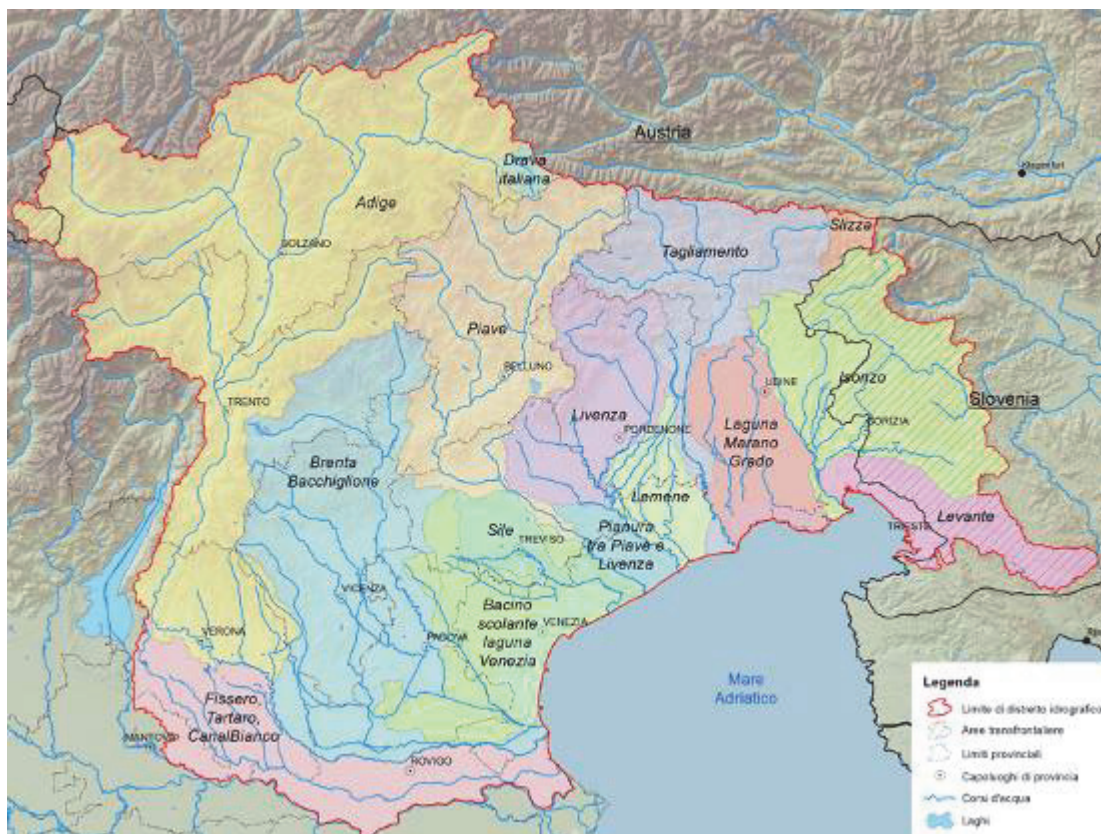 Austria
Klagenfurt
Drava
italiana
Adige
Slizza
Tagliamento
BOLZANO
Piave
BELLUNO
UDINE
Isonzo
Slovenia
TRENTO
Livenza
PORDENONE
GORIZIA
Laguna
Marano
Grado
Brenta
Bacchiglione
Lemene
Levante
Sile
TREVISO
Pianura
tra Piave e
Livenza
TRIESTE
VICENZA
Bacino
scolante
laguna
Venezia
VENEZIA
PADOVA
VERONA
Mare
Adriatico
Fissero,
Tartaro,
CanalBianco
MANTOVA
ROVIGO
Legenda
Limite di distretto idrografico
Aree transfrontaliere
Limiti provinciali
Capoluoghi di provincia
Corsi d'acqua
Laghi